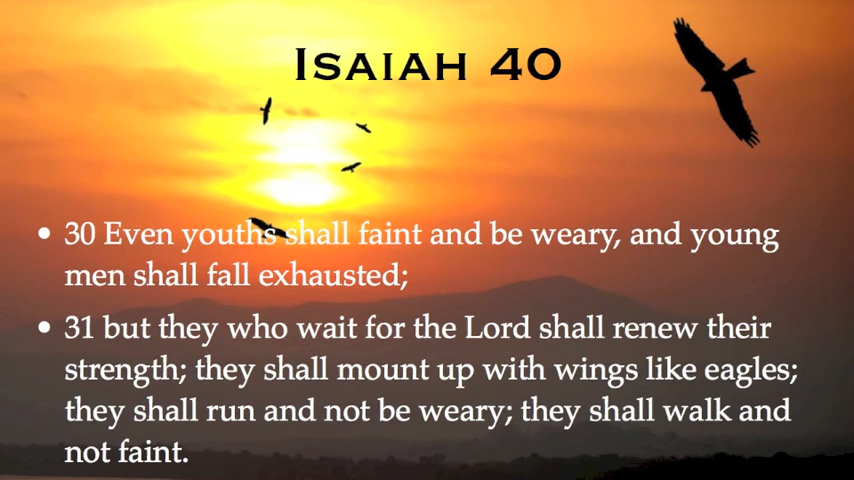 Isaiah 40
• 30 Even youths shall faint and be weary, and young
men shall fall exhausted;
• 31 but they who wait for the Lord shall renew their
strength; they shall mount up with wings like eagles;
they shall run and not be weary; they shall walk and
not faint.